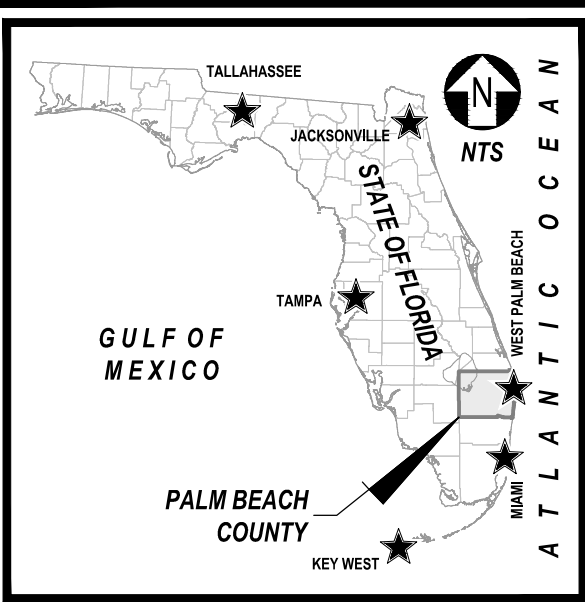 TALLAHASSEE
N
JACKSONVILLE
NTS
STATE OF FLORIDA
ATLANTIC OCEAN
WEST PALM BEACH
TAMPA
GULF OF
MEXICO
PALM BEACH
COUNTY
MIAMI
KEY WEST